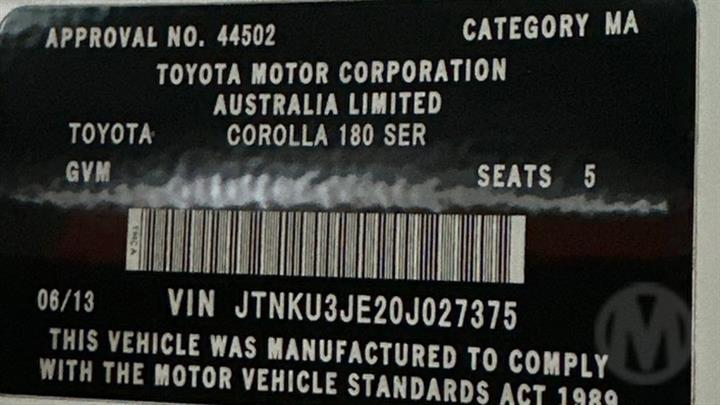 APPROVAL NO. 44502 CATEGORY MA
TOYOTA MOTOR CORPORATION
AUSTRALIA LIMITED
TOYOTA COROLLA 180 SER
GVM SEATS 5
TMCA
06/13 VIN JTNKU3JE20J027375
THIS VEHICLE WAS MANUFACTURED TO COMPLY
WITH THE MOTOR VEHICLE STANDARDS ACT 1989
M